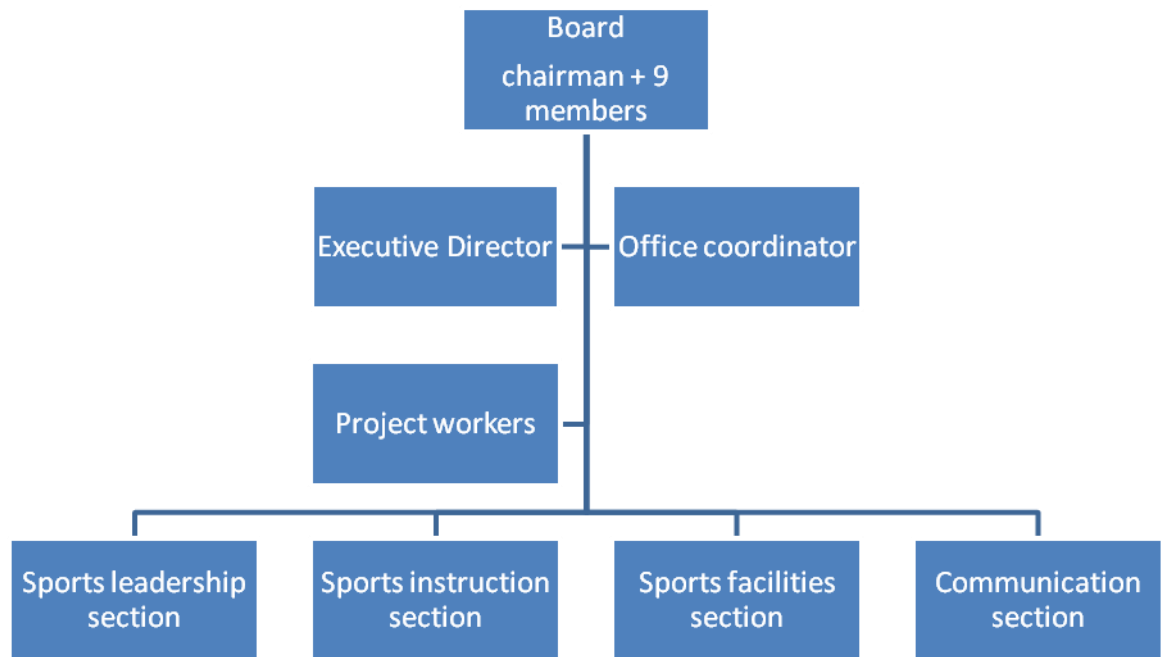 Board
chairman + 9
members
Executive Director
Office coordinator
Project workers
Sports leadership
section
Sports instruction
section
Sports facilities
section
Communication
section